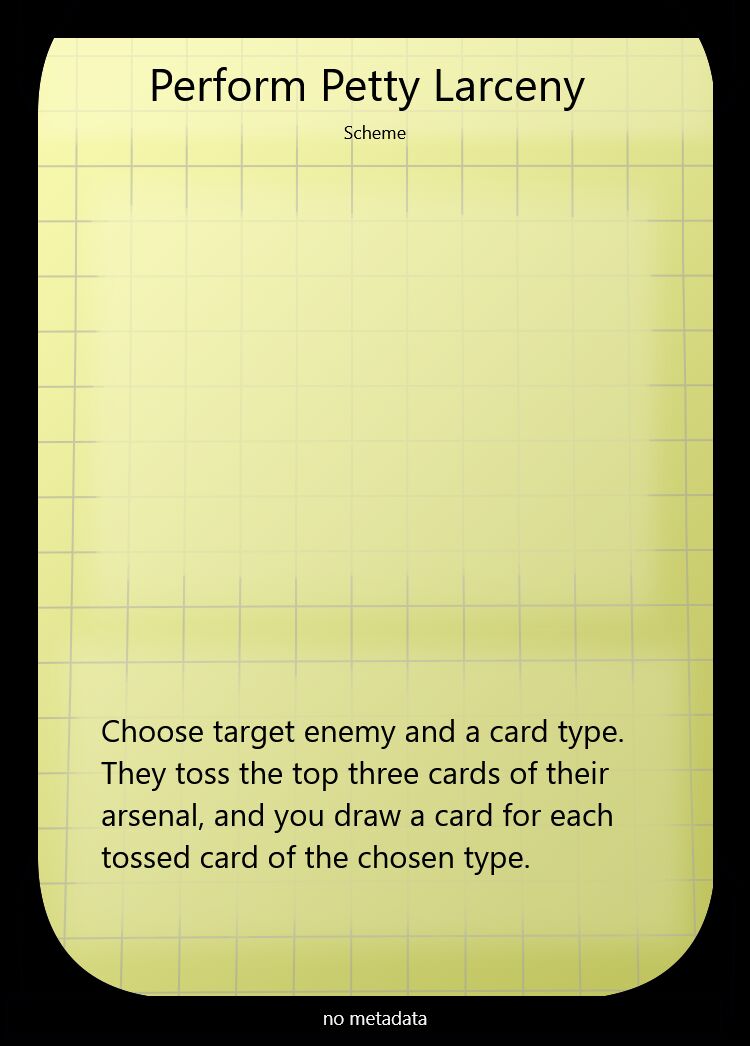 Perform Petty Larceny
Scheme
Choose target enemy and a card type.
They toss the top three cards of their
arsenal, and you draw a card for each
tossed card of the chosen type.
no metadata